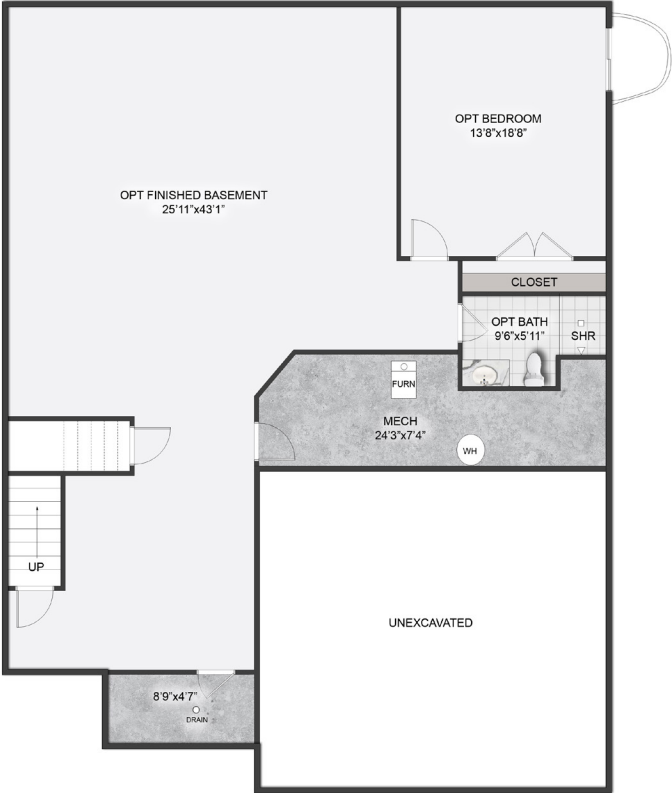 OPT BEDROOM
13'8"x18'8"
OPT FINISHED BASEMENT
25'11"x43'1"
CLOSET
OPT BATH
9'6"x5'11"
SHR
FURN
MECH
24'3"x7'4"
WH
UP
UNEXCAVATED
8'9"x4'7"
DRAIN